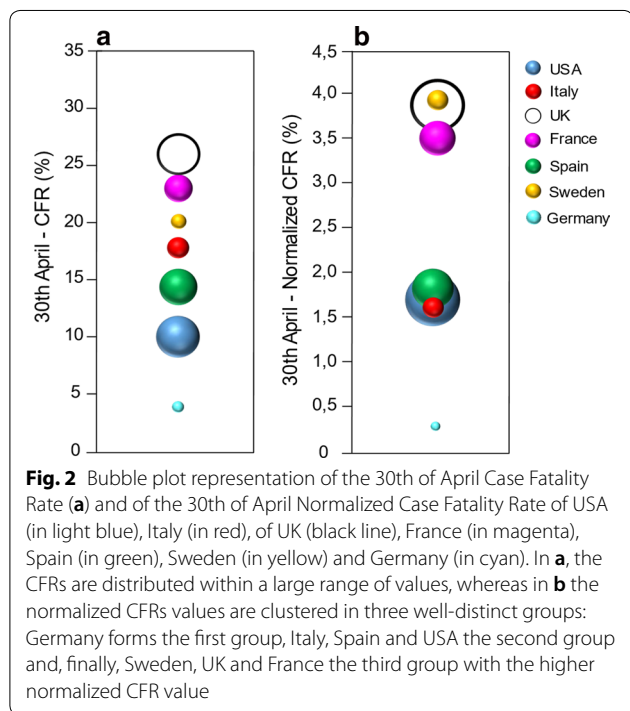 a
b
35
30
25
20
15
10
5
0
30th April - CFR (%)
4,5
4,0
3,5
3,0
2,5
2,0
1,5
1,0
0,5
0
30th April - Normalized CFR (%)
USA
Italy
UK
France
Spain
Sweden
Germany
Fig. 2 Bubble plot representation of the 30th of April Case Fatality
Rate (a) and of the 30th of April Normalized Case Fatality Rate of USA
(in light blue), Italy (in red), of UK (black line), France (in magenta),
Spain (in green), Sweden (in yellow) and Germany (in cyan). In a, the
CFRs are distributed within a large range of values, whereas in b the
normalized CFRs values are clustered in three well-distinct groups:
Germany forms the first group, Italy, Spain and USA the second group
and, finally, Sweden, UK and France the third group with the higher
normalized CFR value